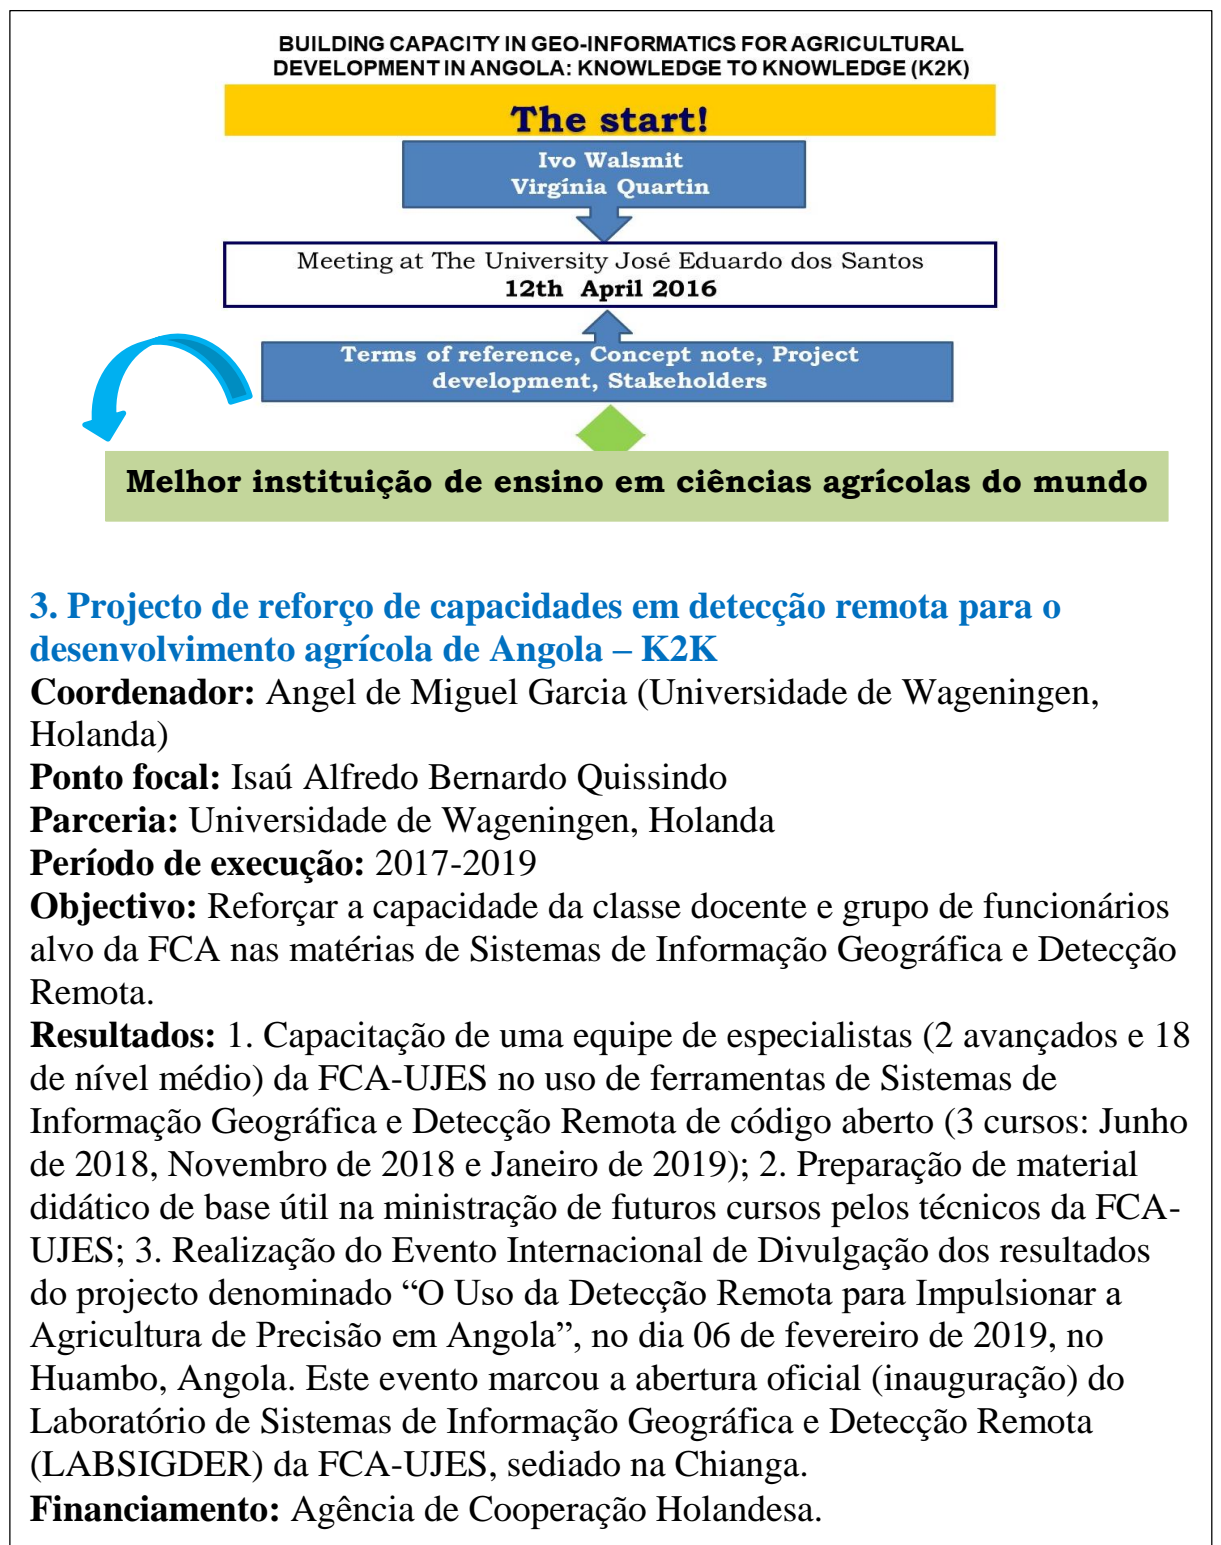 BUILDING CAPACITY IN GEO-INFORMATICS FOR AGRICULTURAL
DEVELOPMENT IN ANGOLA: KNOWLEDGE TO KNOWLEDGE (K2K)
The start!
Ivo Walsmit
Virgínia Quartin
Meeting at The University José Eduardo dos Santos
12th April 2016
Terms of reference, Concept note, Project
development, Stakeholders
Melhor instituição de ensino em ciências agrícolas do mundo
3. Projecto de reforço de capacidades em detecção remota para o
desenvolvimento agrícola de Angola – K2K
Coordenador: Angel de Miguel Garcia (Universidade de Wageningen,
Holanda)
Ponto focal: Isaú Alfredo Bernardo Quissindo
Parceria: Universidade de Wageningen, Holanda
Período de execução: 2017-2019
Objectivo: Reforçar a capacidade da classe docente e grupo de funcionários
alvo da FCA nas matérias de Sistemas de Informação Geográfica e Detecção
Remota.
Resultados: 1. Capacitação de uma equipe de especialistas (2 avançados e 18
de nível médio) da FCA-UJES no uso de ferramentas de Sistemas de
Informação Geográfica e Detecção Remota de código aberto (3 cursos: Junho
de 2018, Novembro de 2018 e Janeiro de 2019); 2. Preparação de material
didático de base útil na ministração de futuros cursos pelos técnicos da FCA-
UJES; 3. Realização do Evento Internacional de Divulgação dos resultados
do projecto denominado “O Uso da Detecção Remota para Impulsionar a
Agricultura de Precisão em Angola”, no dia 06 de fevereiro de 2019, no
Huambo, Angola. Este evento marcou a abertura oficial (inauguração) do
Laboratório de Sistemas de Informação Geográfica e Detecção Remota
(LABSIGDER) da FCA-UJES, sediado na Chianga.
Financiamento: Agência de Cooperação Holandesa.